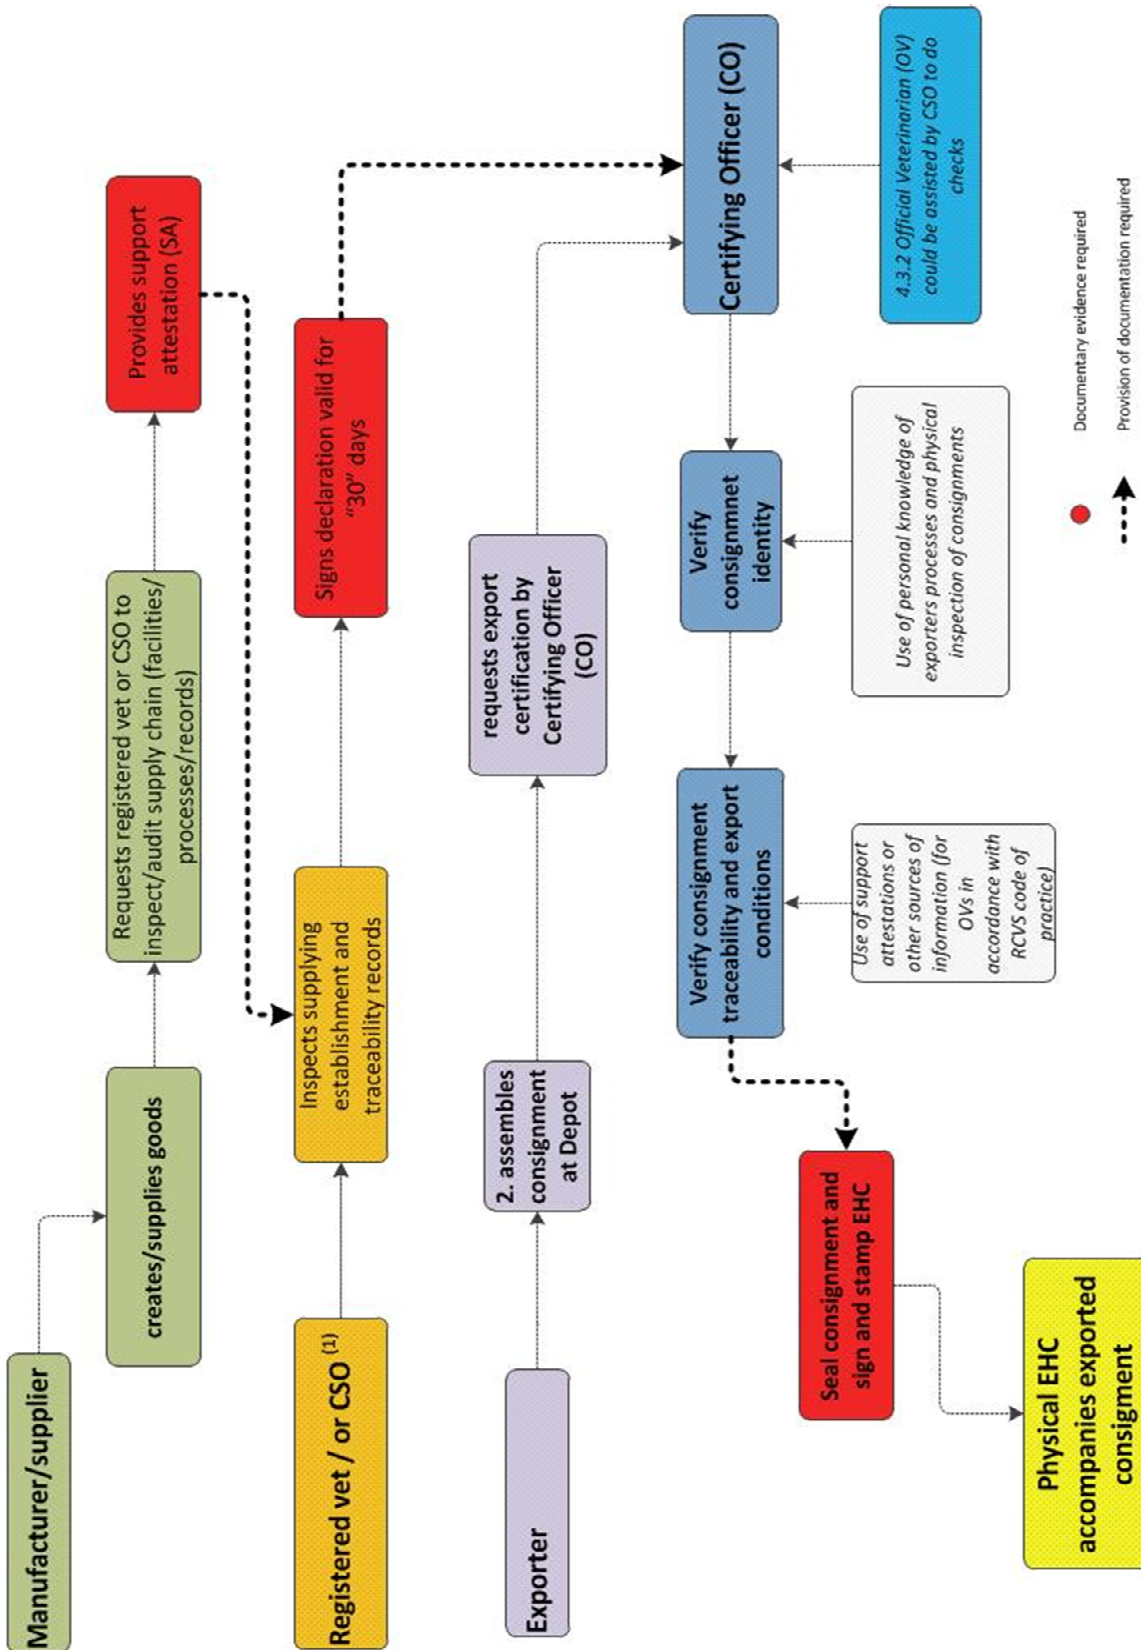 Manufacturer/supplier
creates/supplies goods
Requests registered vet or CSO to
inspect/audit supply chain (facilities/
processes/records)
Provides support
attestation (SA)
Registered vet / or CSO (1)
Inspects supplying
establishment and
traceability records
Signs declaration valid for
“30” days
Exporter
2. assembles
consignment
at Depot
requests export
certification by
Certifying Officer
(CO)
Certifying Officer (CO)
Verify
consignmnet
identity
Verify consignment
traceability and export
conditions
Seal consignment and
sign and stamp EHC
4.3.2 Official Veterinarian (OV)
could be assisted by CSO to do
checks
Use of personal knowledge of
exporters processes and physical
inspection of consignments
Use of support
attestations or
other sources of
information (for
OVs in
accordance with
RCVS code of
practice)
Physical EHC
accompanies exported
consigment
Documentary evidence required
Provision of documentation required